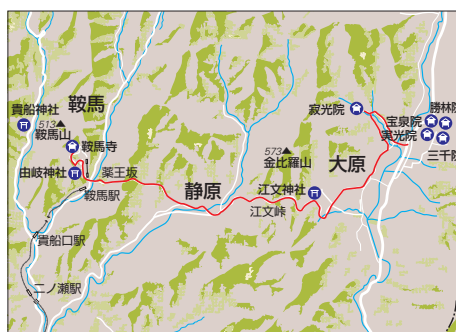 貴船神社
鞍馬
513
鞍馬山
鞍馬寺
由岐神社
薬王坂
鞍馬駅
貴船口駅
二ノ瀬駅
静原
573
金比羅山
江文神社
江文峠
大原
寂光院
勝林院
宝泉院
実光院
三千院